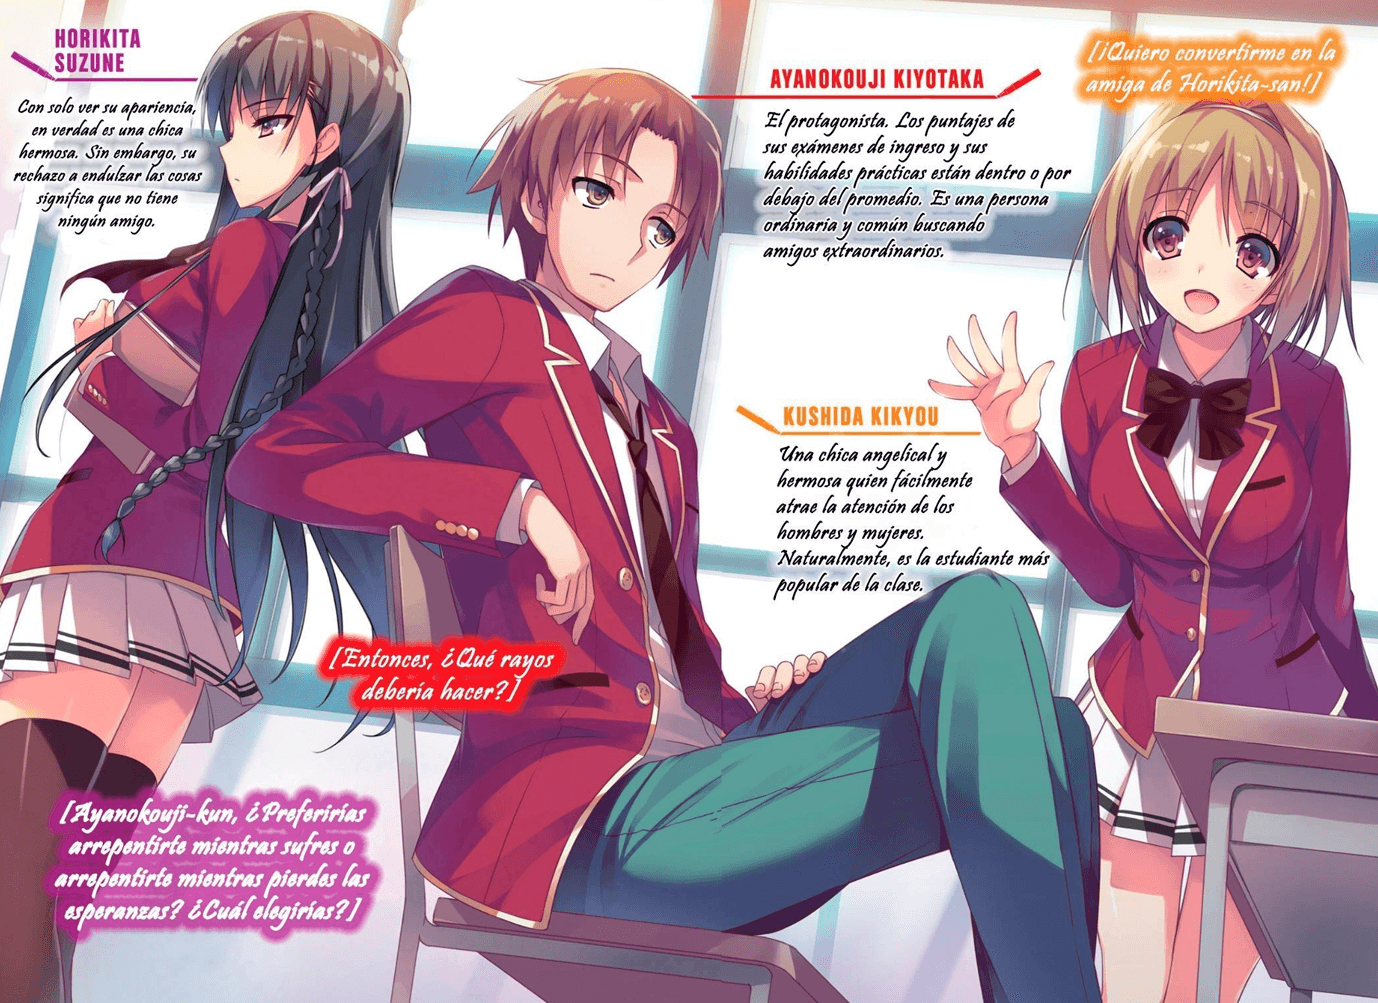 HORIKITA
SUZUNE
Con solo ver su apariencia,
en verdad es una chica
hermosa. Sin embargo, su
rechazo a endulzar las cosas
significa que no tiene
ningún amigo.
AYANOKOUJI KIYOTAKA
El protagonista. Los puntajes de
sus exámenes de ingreso y sus
habilidades prácticas están dentro o por
debajo del promedio. Es una persona
ordinaria y común buscando
amigos extraordinarios.
[¡Quiero convertirme en la
amiga de Horikita-san!]
KUSHIDA KIKYOU
Una chica angelical y
hermosa quien fácilmente
atrae la atención de los
hombres y mujeres.
Naturalmente, es la estudiante más
popular de la clase.
[Entonces, ¿Qué rayos
debería hacer?]
[Ayanokouji-kun, ¿Preferirías
arrepentirte mientras sufres o
arrepentirte mientras pierdes las
esperanzas? ¿Cuál elegirías?]